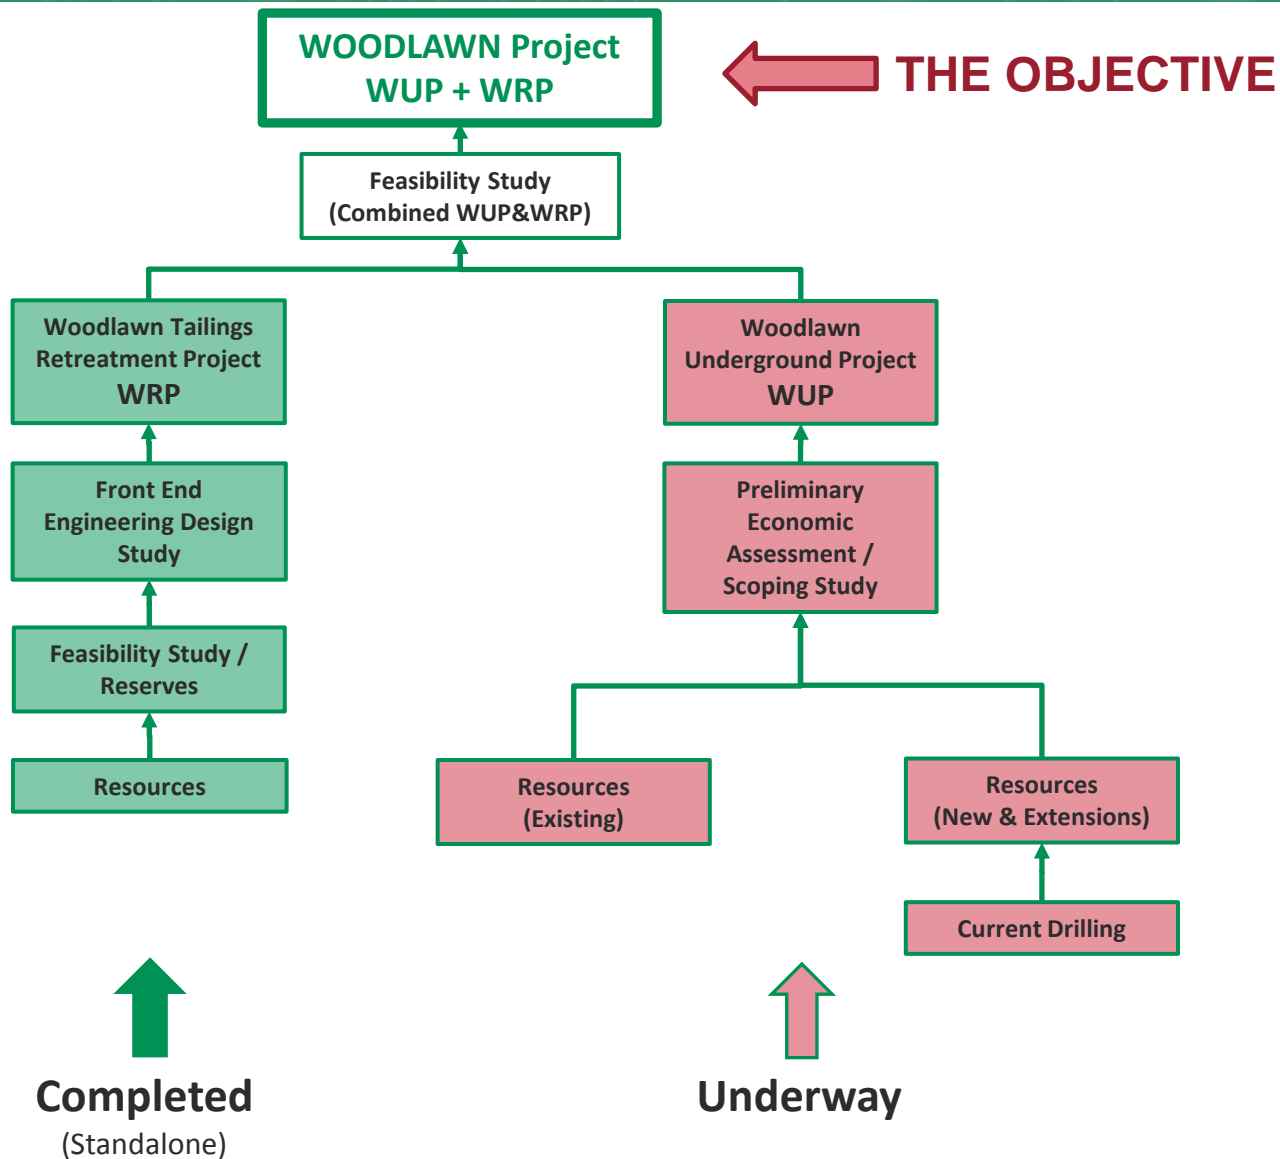 WOODLAWN Project
WUP + WRP
THE OBJECTIVE
Feasibility Study
(Combined WUP&WRP)
Woodlawn Tailings
Retreatment Project
WRP
Woodlawn
Underground Project
WUP
Front End
Engineering Design
Study
Preliminary
Economic
Assessment /
Scoping Study
Feasibility Study /
Reserves
Resources
Resources
(Existing)
Resources
(New & Extensions)
Current Drilling
Completed
(Standalone)
Underway